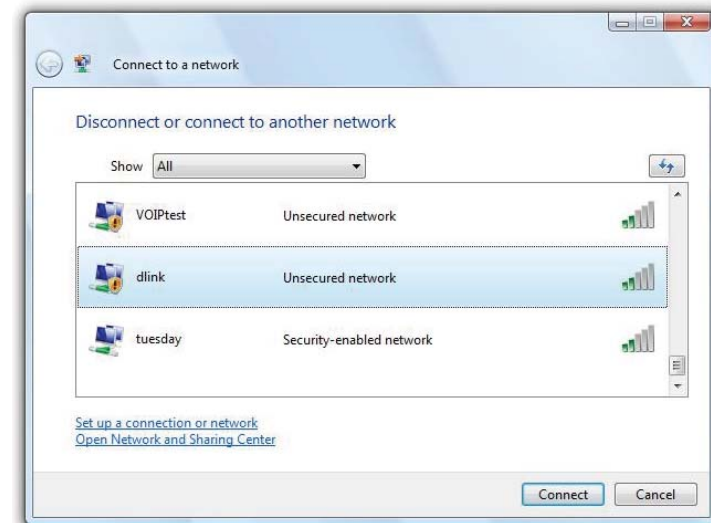 Connect to a network
Disconnect or connect to another network
Show All
VOIPtest Unsecured network
dlink Unsecured network
tuesday Security-enabled network
Set up a connection or network
Open Network and Sharing Center
Connect Cancel